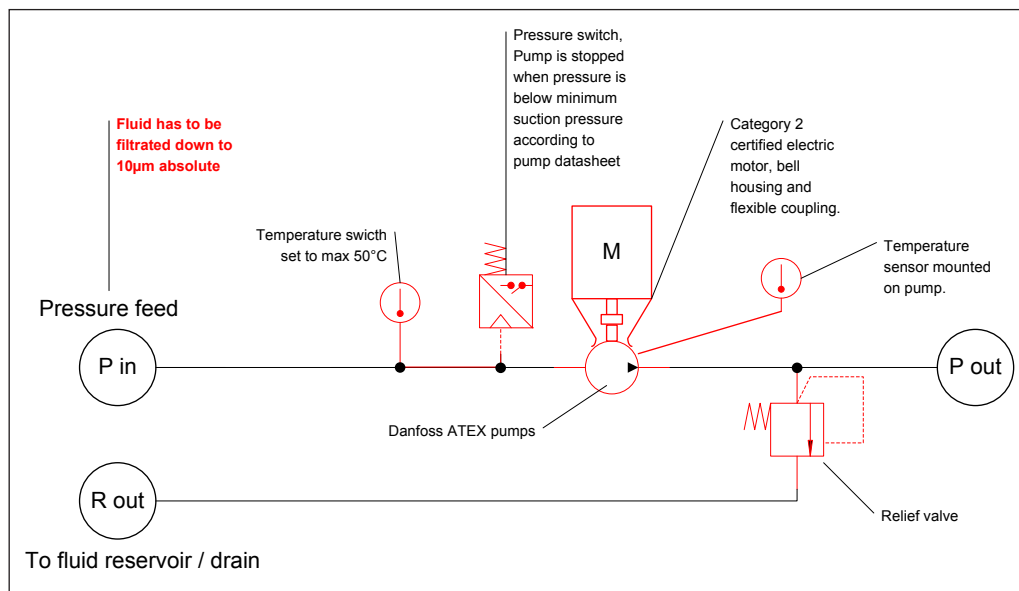 Pressure switch,
Pump is stopped
when pressure is
below minimum
suction pressure
according to
pump datasheet
Fluid has to be
filtrated down to
10µm absolute
Category 2
certified electric
motor, bell
housing and
flexible coupling.
Temperature swicth
set to max 50°C
M
Temperature
sensor mounted
on pump.
Pressure feed
P in
P out
Danfoss ATEX pumps
R out
Relief valve
To fluid reservoir / drain